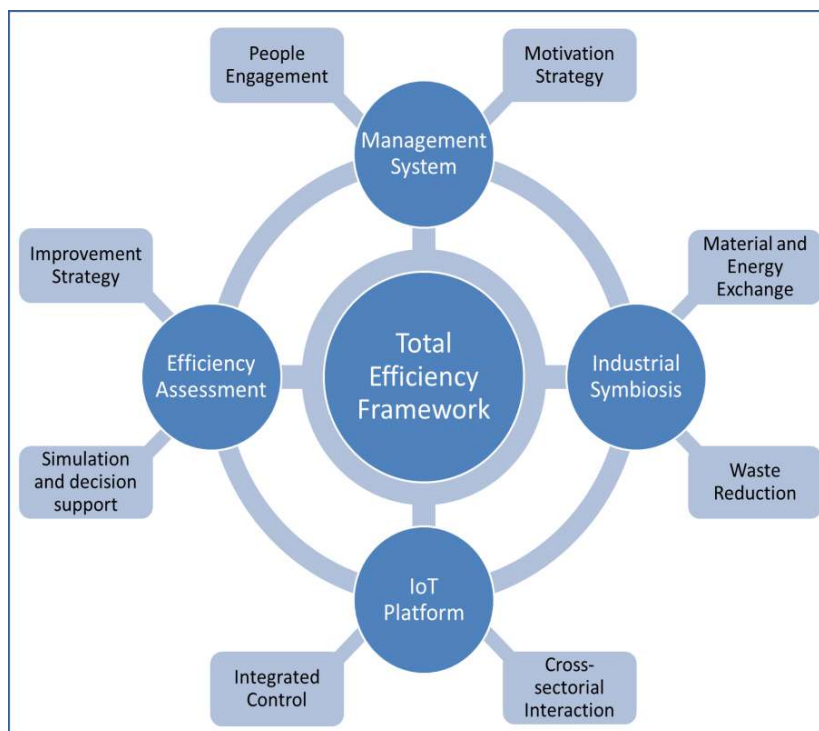 People
Engagement
Motivation
Strategy
Management
System
Improvement
Strategy
Material and
Energy
Exchange
Efficiency
Assessment
Total
Efficiency
Framework
Industrial
Symbiosis
Simulation
and decision
support
Waste
Reduction
IoT
Platform
Integrated
Control
Cross-
sectorial
Interaction